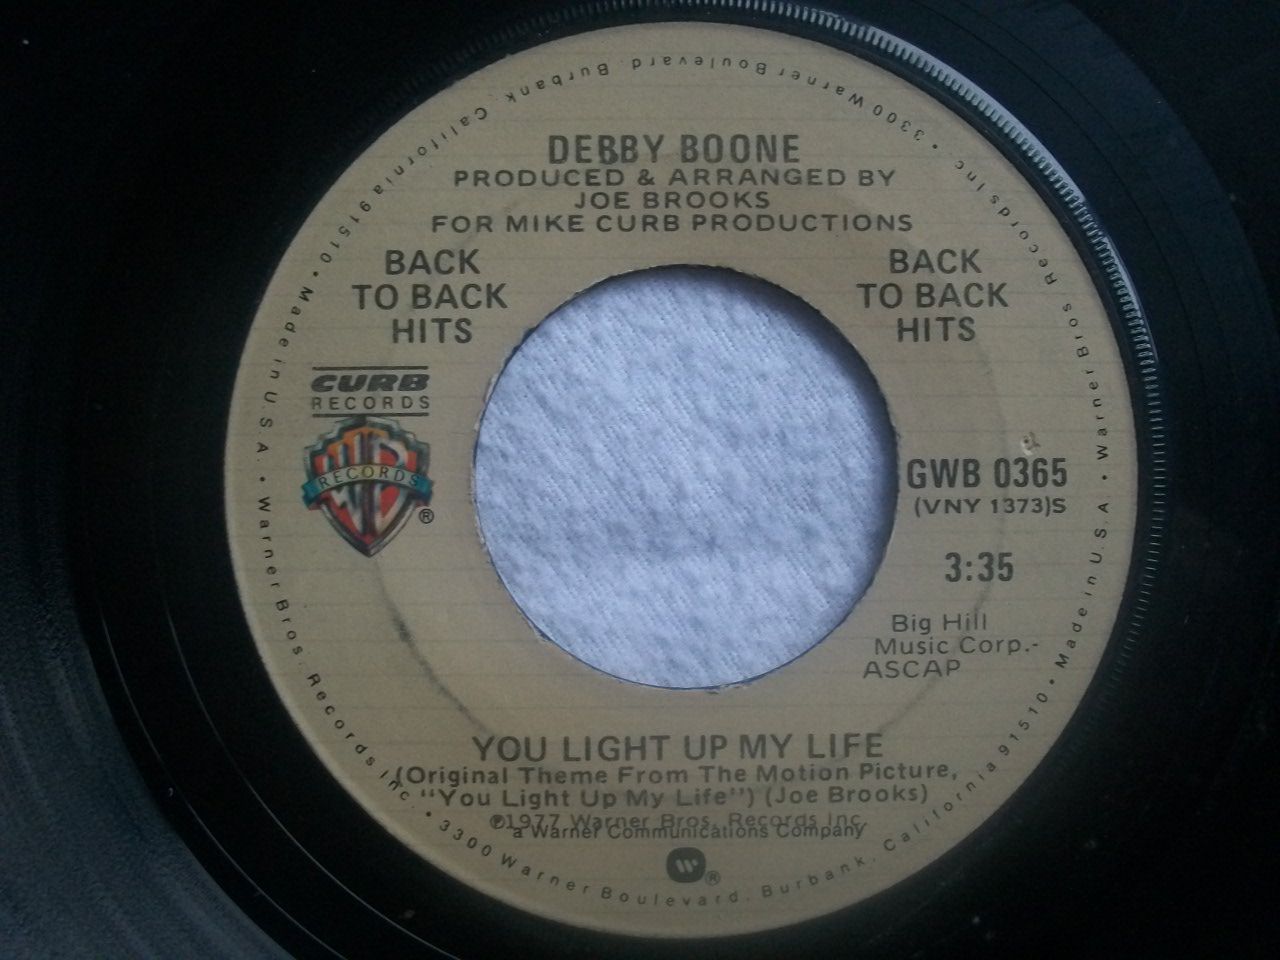 DEBBY BOONE
PRODUCED & ARRANGED BY
JOE BROOKS
FOR MIKE CURB PRODUCTIONS
BACK
TO BACK
HITS
BACK
TO BACK
HITS
CURB
RECORDS
WB
RECORDS
®
GWB 0365
(VNY 1373)S
3:35
Big Hill
Music Corp.-
ASCAP
YOU LIGHT UP MY LIFE
(Original Theme From The Motion Picture,
"You Light Up My Life") (Joe Brooks)
℗1977 Warner Bros. Records Inc.
a Warner Communications Company
®
Warner Bros. Records Inc. • 3300 Warner Boulevard. Burbank. California 91510 • Made in U.S.A. •
Warner Bros. Records Inc. • 3300 Warner Boulevard. Burbank. California 91510 • Made in U.S.A. •